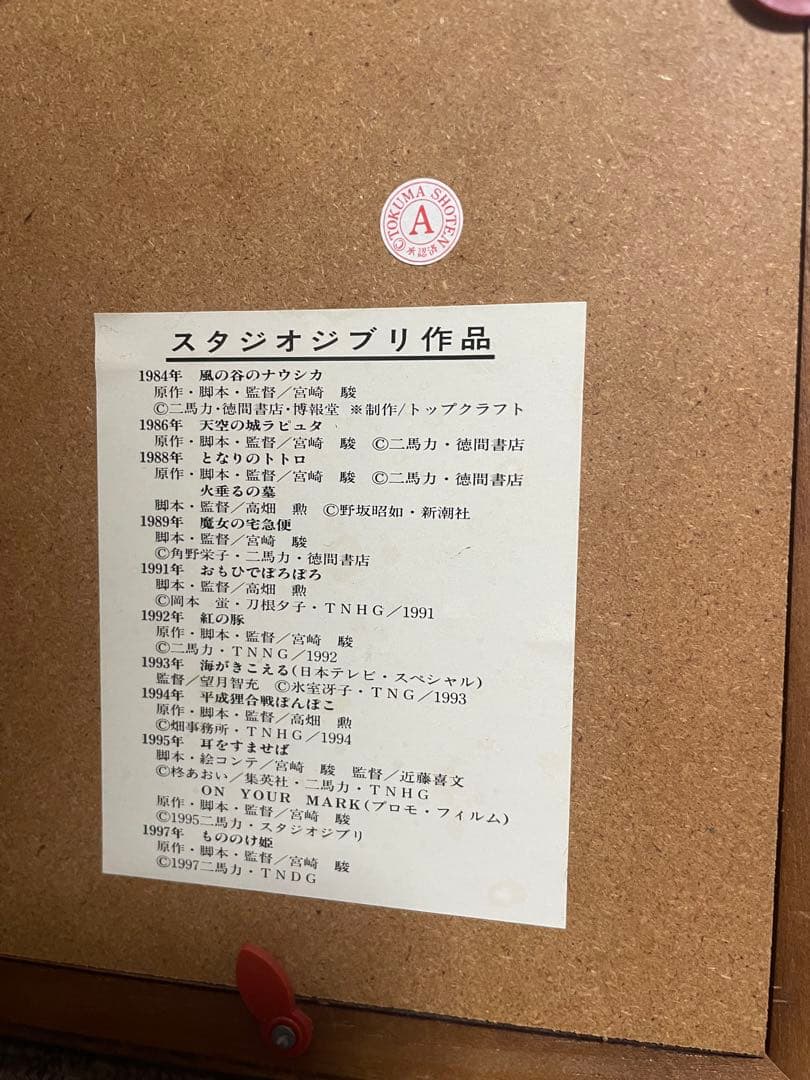 ©TOKUMA SHOTEN
A
承認済
スタジオジブリ作品
1984年 風の谷のナウシカ
原作・脚本・監督／宮崎 駿
©二馬力・徳間書店・博報堂 ※制作/トップクラフト
1986年 天空の城ラピュタ
原作・脚本・監督／宮崎 駿 ©二馬力・徳間書店
1988年 となりのトトロ
原作・脚本・監督／宮崎 駿 ©二馬力・徳間書店
火垂るの墓
脚本・監督／高畑 勲 ©野坂昭如・新潮社
1989年 魔女の宅急便
脚本・監督／宮崎 駿
©角野栄子・二馬力・徳間書店
1991年 おもひでぽろぽろ
脚本・監督／高畑 勲
©岡本 蛍・刀根夕子・TNHG／1991
1992年 紅の豚
原作・脚本・監督／宮崎 駿
©二馬力・TNNG／1992
1993年 海がきこえる(日本テレビ・スペシャル)
監督／望月智充 ©氷室冴子・TNG／1993
1994年 平成狸合戦ぽんぽこ
原作・脚本・監督／高畑 勲
©畑事務所・TNHG／1994
1995年 耳をすませば
脚本・絵コンテ／宮崎 駿 監督／近藤喜文
©柊あおい／集英社・二馬力・TNHG
ON YOUR MARK(プロモ・フィルム)
原作・脚本・監督／宮崎 駿
©1995二馬力・スタジオジブリ
1997年 もののけ姫
原作・脚本・監督／宮崎 駿
©1997二馬力・TNDG